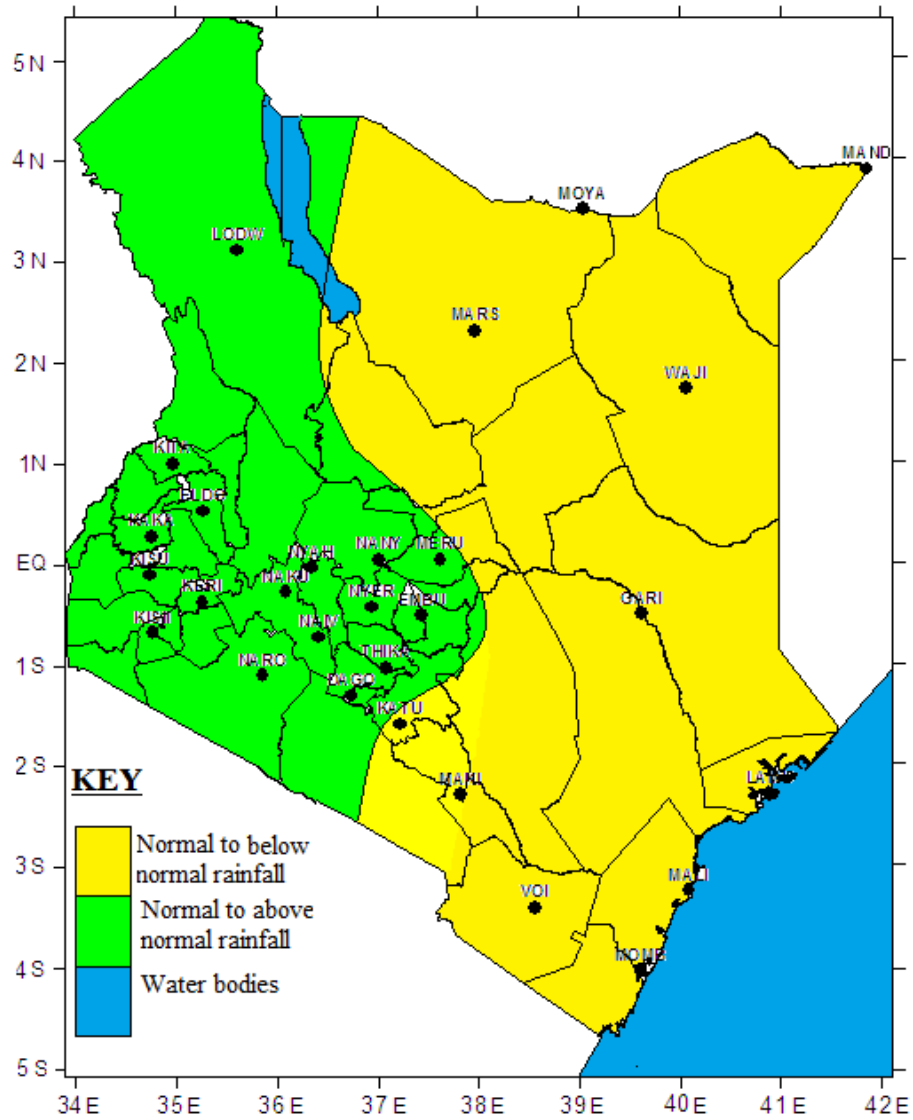 5 N
4 N
3 N
2 N
1 N
EQ
1 S
2 S
3 S
4 S
5 S
MAND
MOYA
LODW
MARS
WAJI
ELDO
KAKA
KISU
NYAH
NANY
MERU
KERI
NAKU
NYER
EMBU
GARI
KISII
NAIV
NARO
THIKA
DAGO
KATU
MAKI
VOI
MALI
MOMB
KEY
Normal to below
normal rainfall
Normal to above
normal rainfall
Water bodies
34 E
35 E
36 E
37 E
38 E
39 E
40 E
41 E
42 E